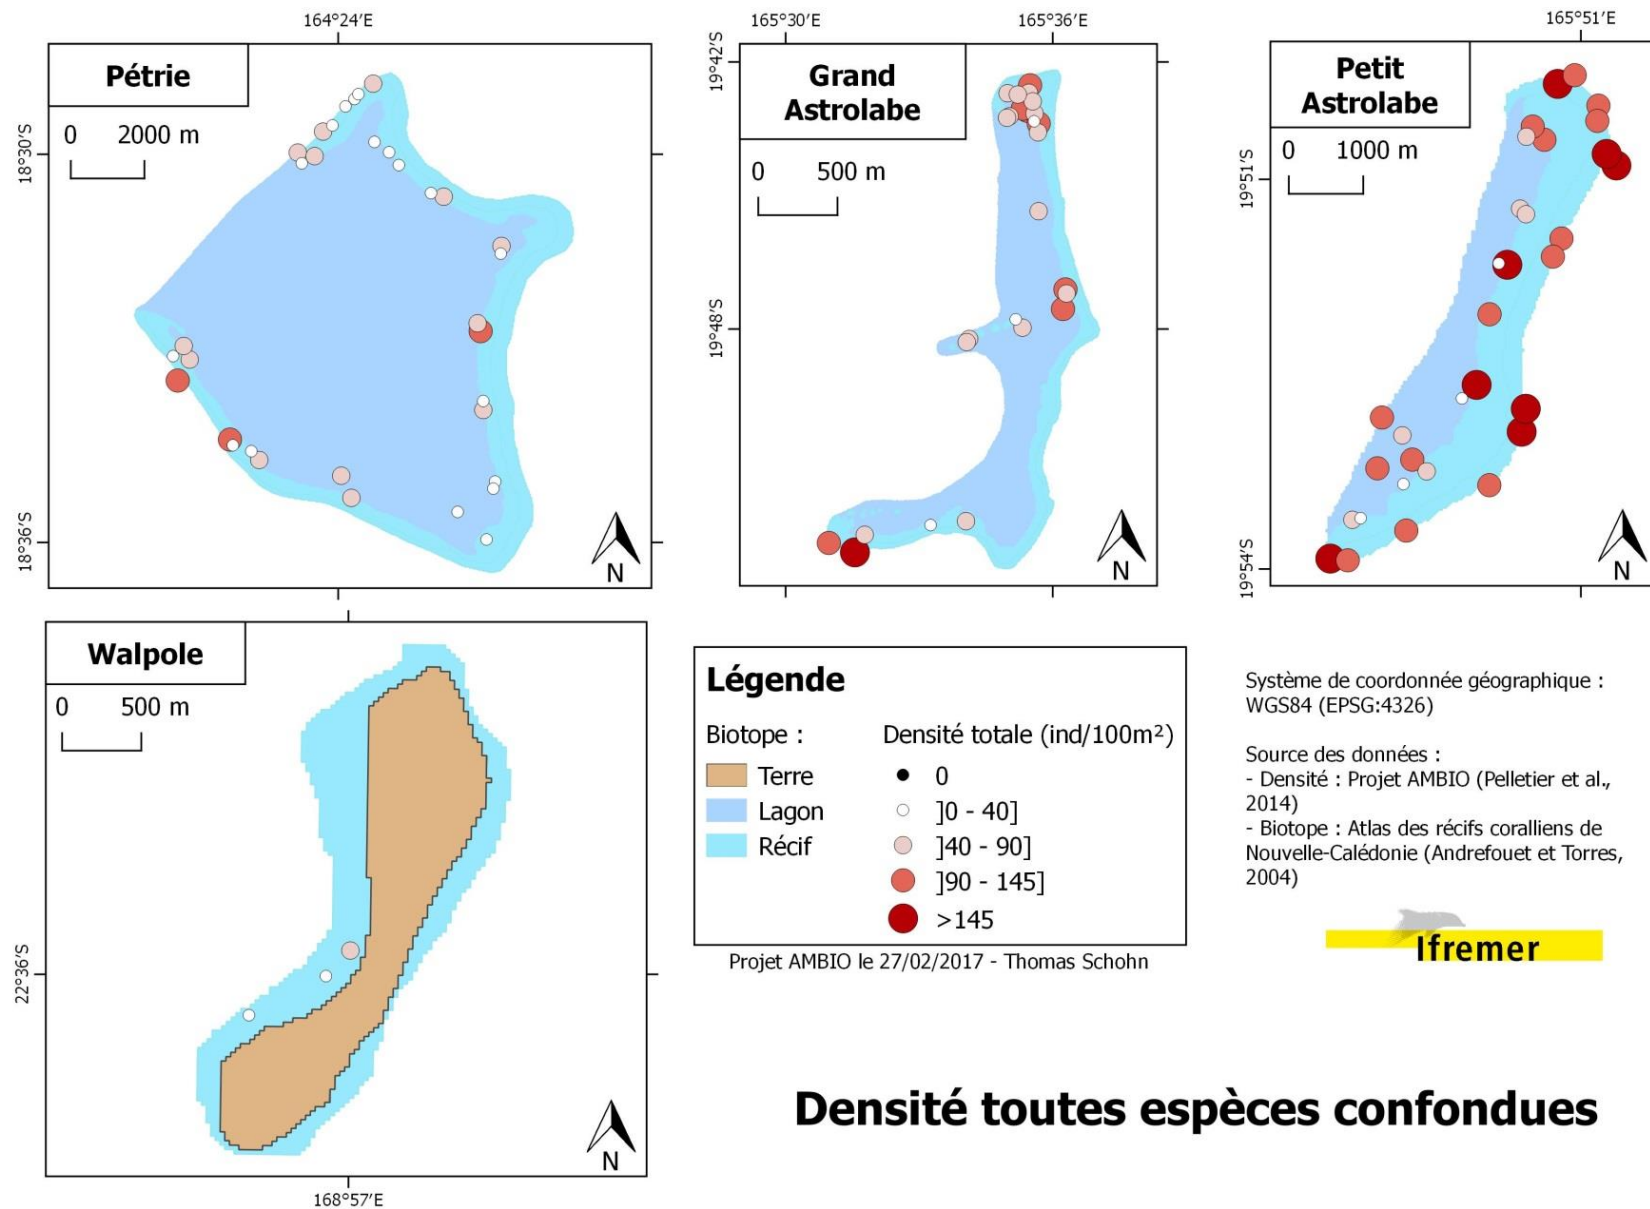 164°24'E
Pétrie
0 2000 m
18°30'S
18°36'S
N
165°30'E
165°36'E
19°42'S
Grand
Astrolabe
0 500 m
19°48'S
N
165°51'E
Petit
Astrolabe
0 1000 m
19°51'S
19°54'S
N
Walpole
0 500 m
22°36'S
N
168°57'E
Légende
Biotope :
Terre
Lagon
Récif
Densité totale (ind/100m²)
0
]0 - 40]
]40 - 90]
]90 - 145]
>145
Projet AMBIO le 27/02/2017 - Thomas Schohn
Système de coordonnée géographique :
WGS84 (EPSG:4326)
Source des données :
- Densité : Projet AMBIO (Pelletier et al.,
2014)
- Biotope : Atlas des récifs coralliens de
Nouvelle-Calédonie (Andrefouet et Torres,
2004)
Ifremer
Densité toutes espèces confondues